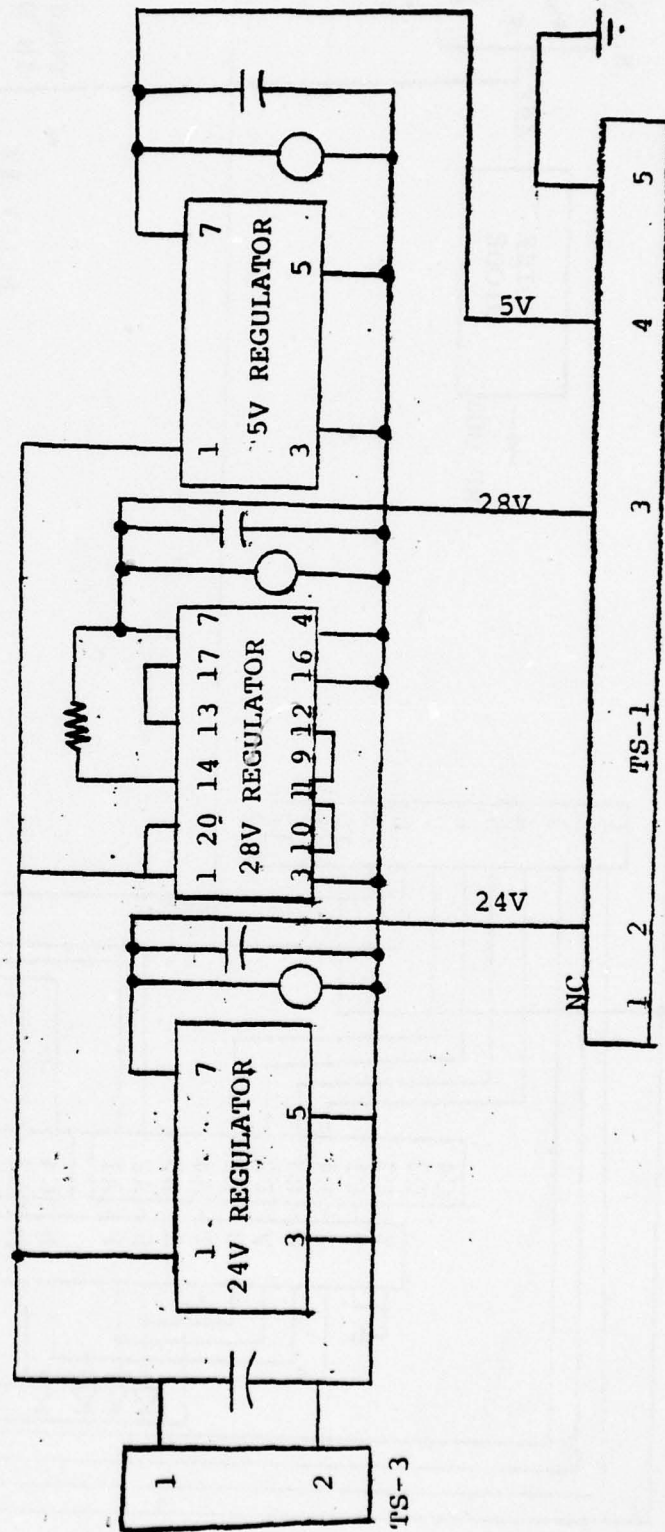 1
2
TS-3
1 7
24V REGULATOR
3 5
1 20 14 13 17 7
28V REGULATOR
3 10 11 9 12 16 4
1 7
5V REGULATOR
3 5
24V
28V
5V
NC
1 2 3 4 5
TS-1